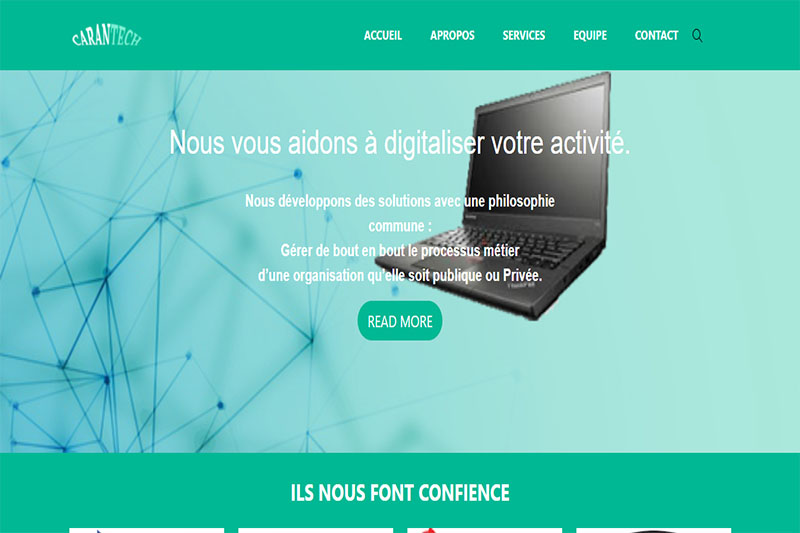 CARANTECH
ACCUEIL
APROPOS
SERVICES
EQUIPE
CONTACT
Nous vous aidons à digitaliser votre activité.
Nous développons des solutions avec une philosophie
commune :
Gérer de bout en bout le processus métier
d'une organisation qu'elle soit publique ou Privée.
READ MORE
ILS NOUS FONT CONFIENCE
ThinkPad